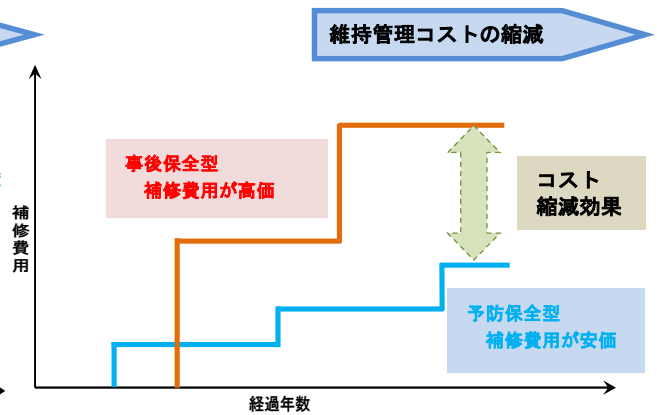 維持管理コストの縮減
事後保全型
補修費用が高価
コスト
縮減効果
補修費用
予防保全型
補修費用が安価
経過年数